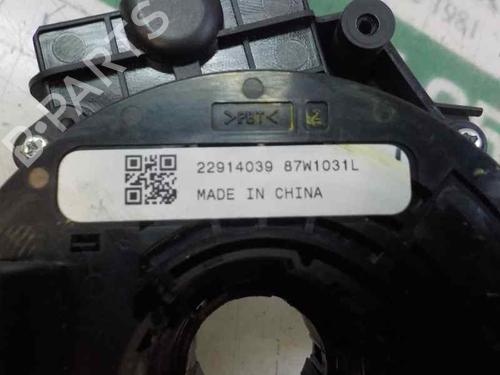 B-PARTS
>PBT<
22914039 87W1031L
MADE IN CHINA